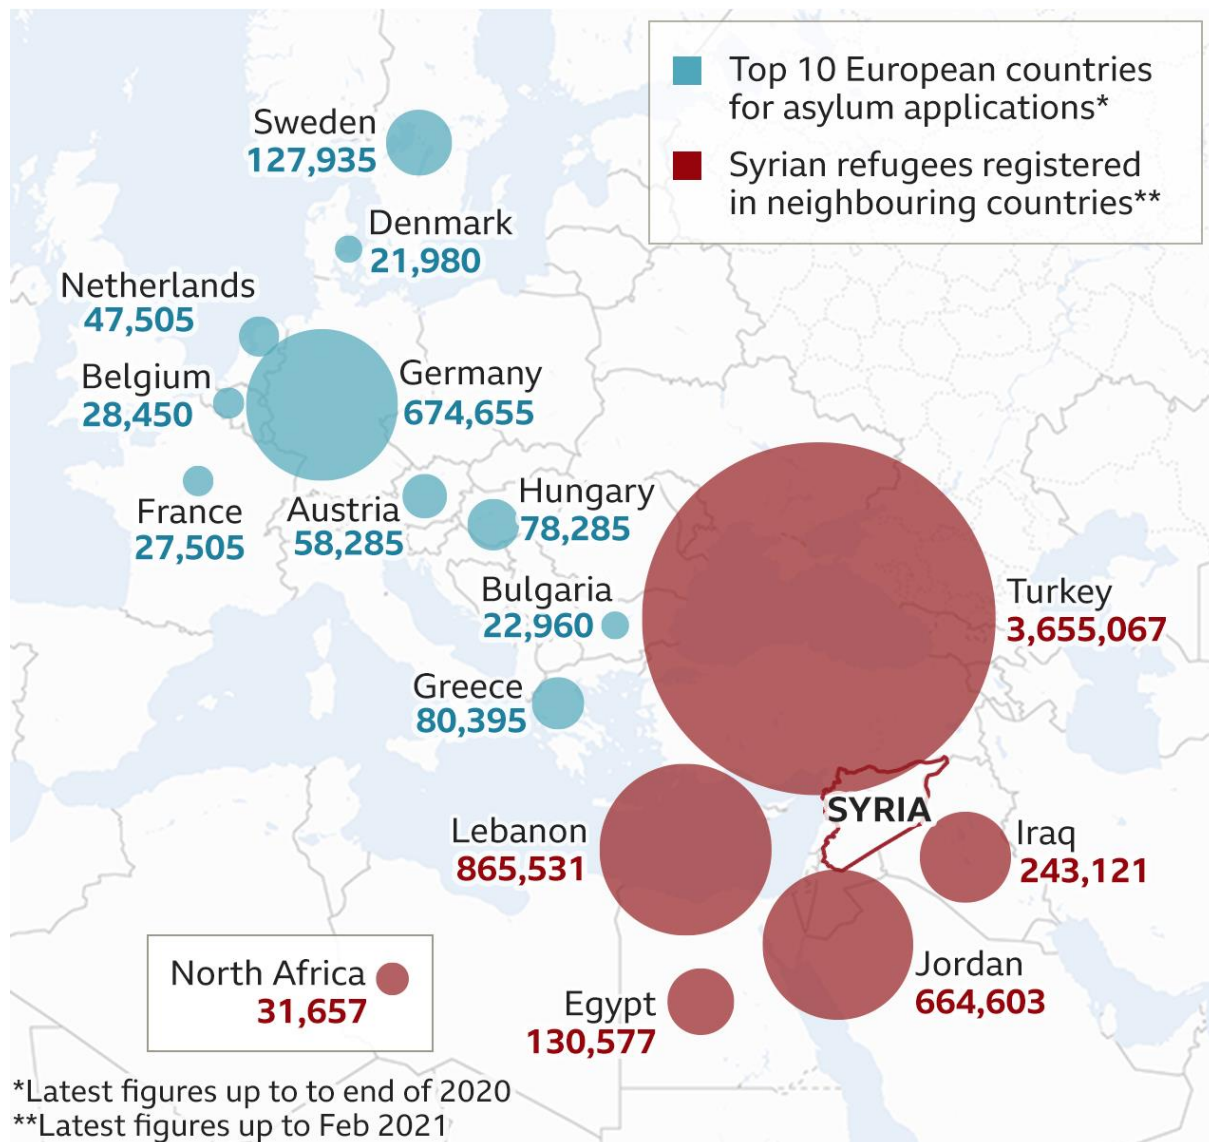 Top 10 European countries
for asylum applications*
Syrian refugees registered
in neighbouring countries**
Sweden
127,935
Denmark
21,980
Netherlands
47,505
Belgium
28,450
Germany
674,655
France
27,505
Austria
58,285
Hungary
78,285
Bulgaria
22,960
Greece
80,395
Turkey
3,655,067
SYRIA
Lebanon
865,531
Iraq
243,121
Jordan
664,603
Egypt
130,577
North Africa
31,657
*Latest figures up to to end of 2020
**Latest figures up to Feb 2021